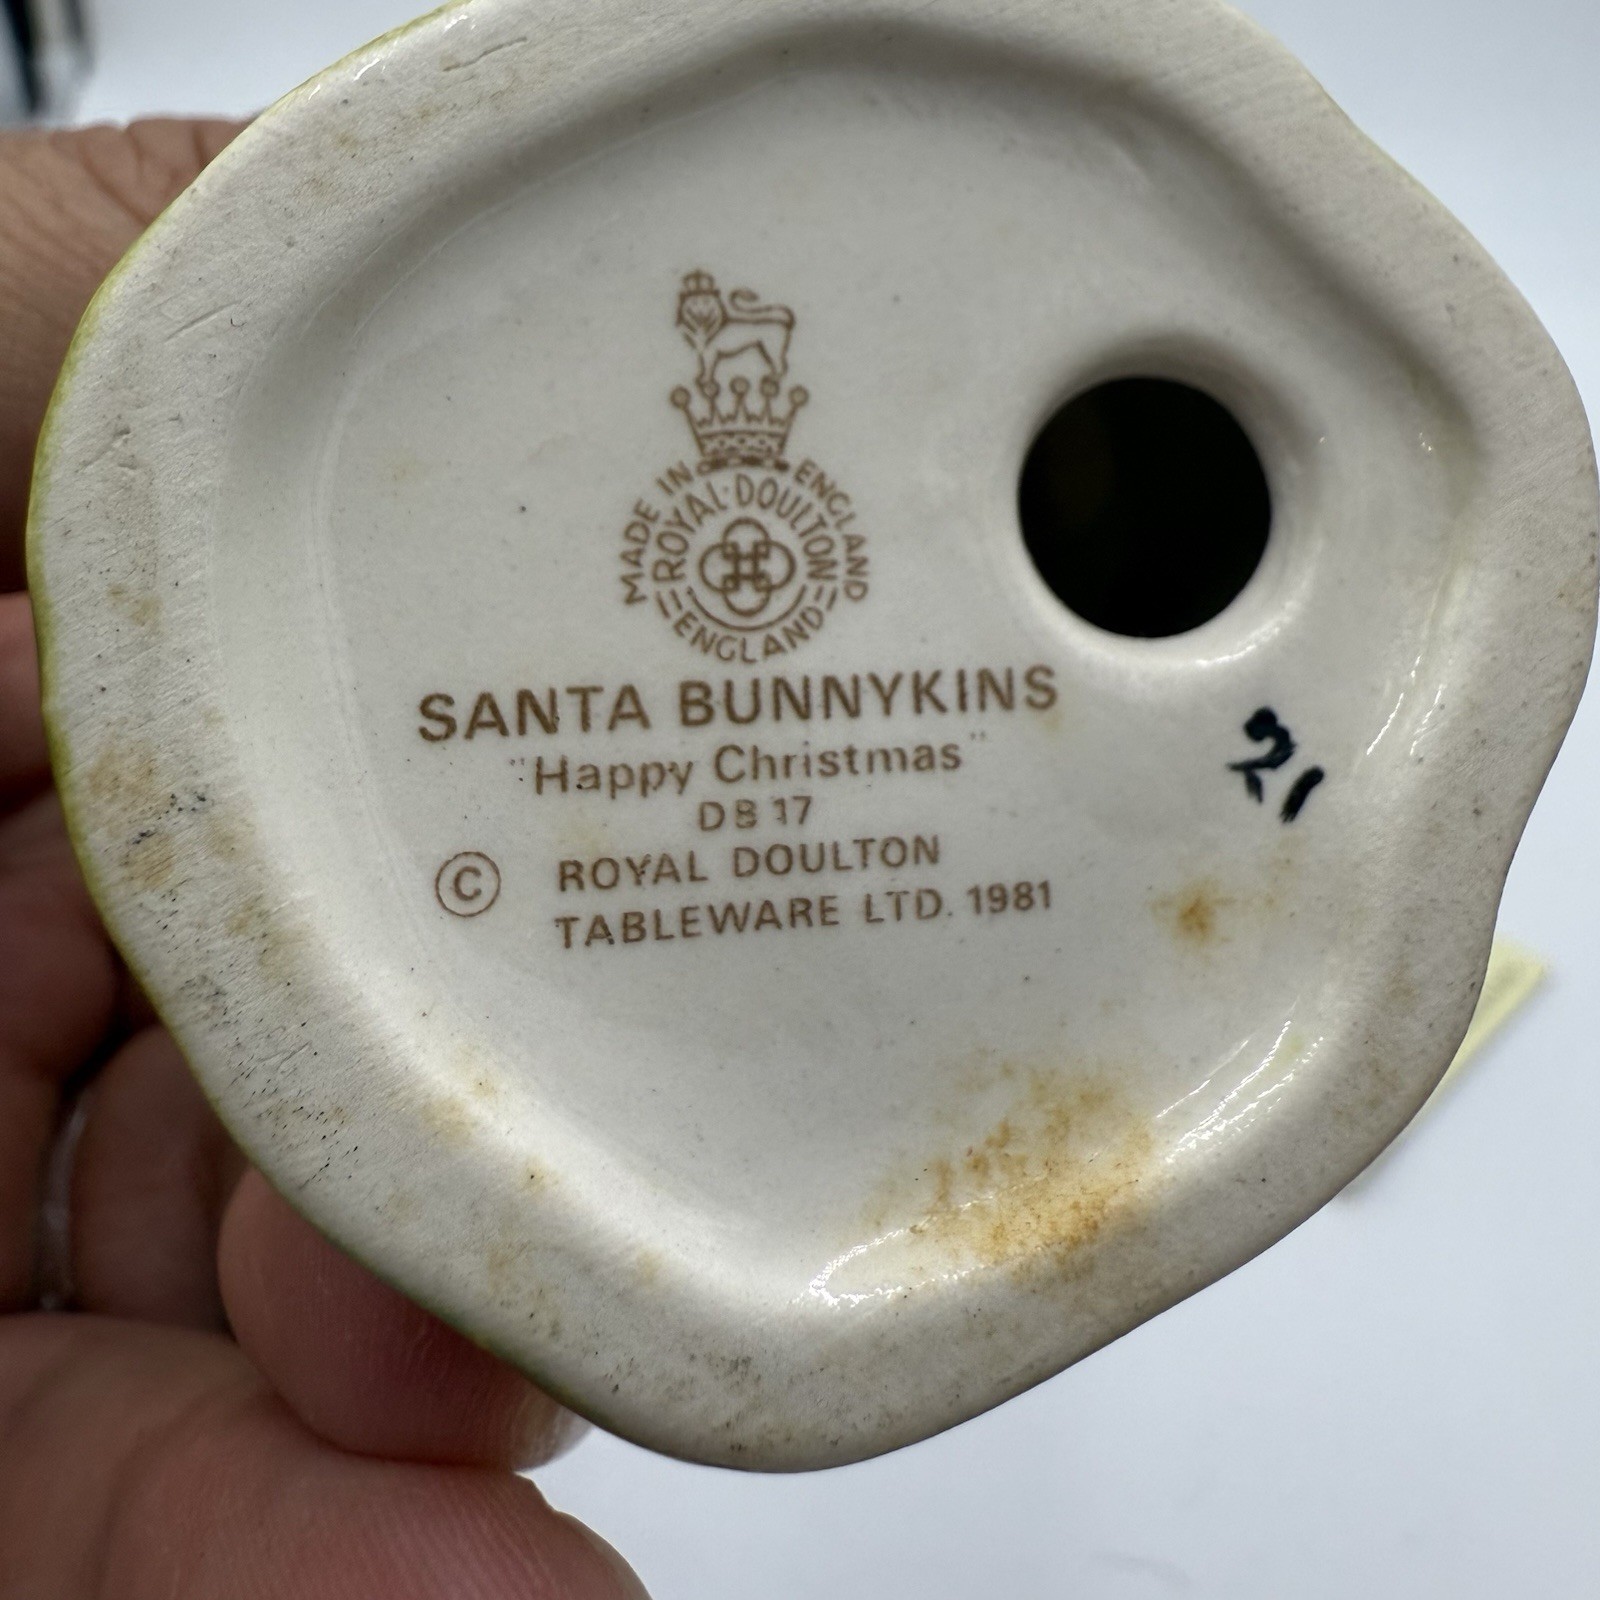 MADE IN ENGLAND
ROYAL·DOULTON
ENGLAND
SANTA BUNNYKINS
"Happy Christmas"
DB 17
© ROYAL DOULTON
TABLEWARE LTD. 1981
21